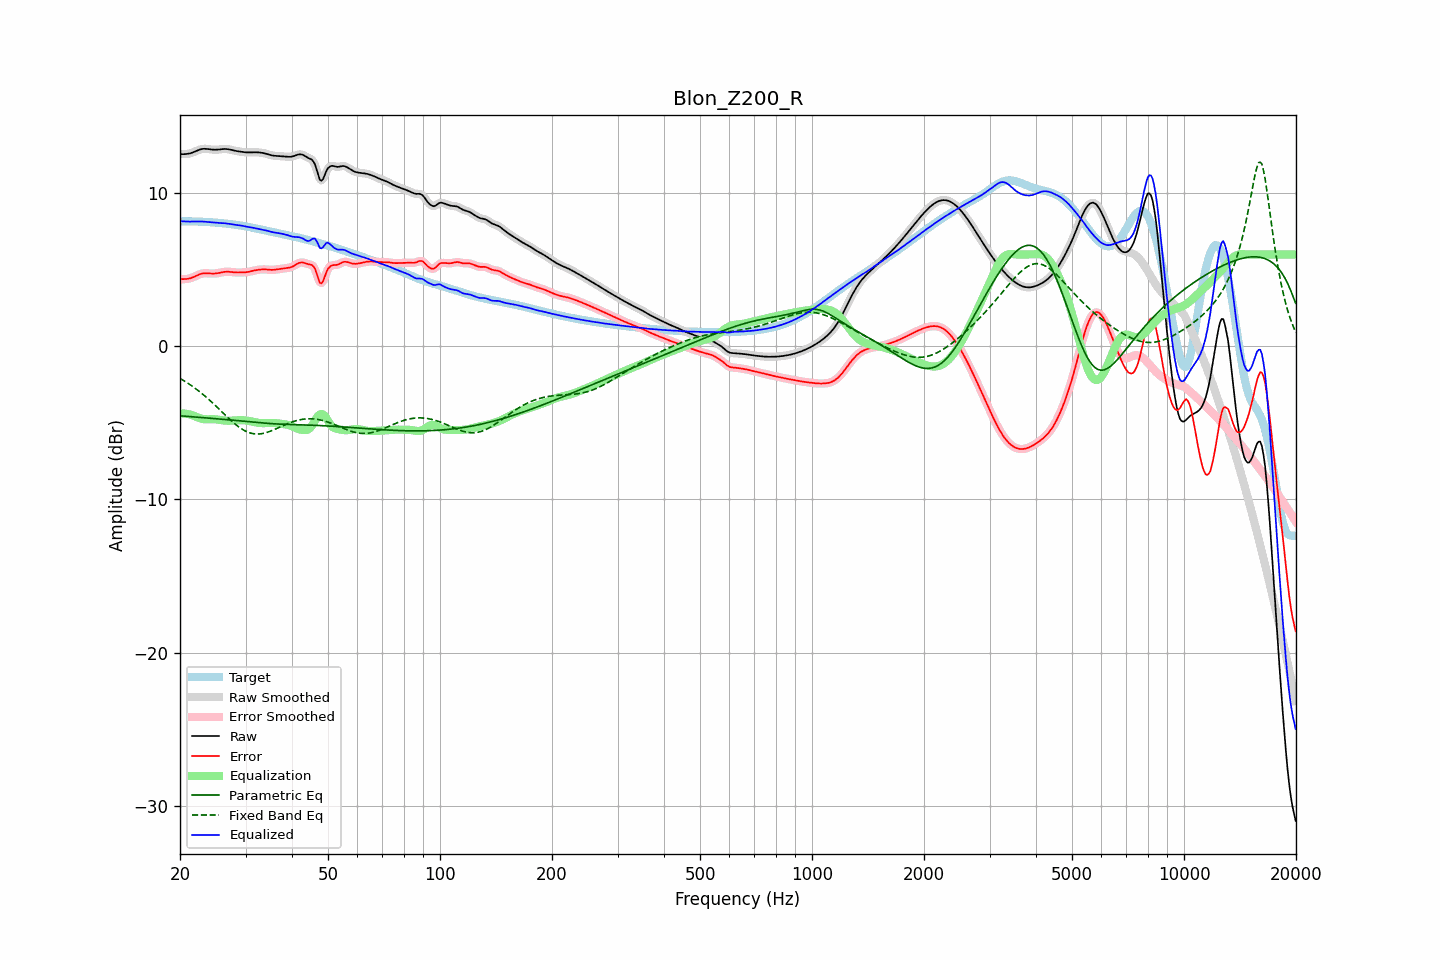 Blon_Z200_R
Amplitude (dBr)
10
0
−10
−20
−30
Target
Raw Smoothed
Error Smoothed
Raw
Error
Equalization
Parametric Eq
Fixed Band Eq
Equalized
20 50 100 200 500 1000 2000 5000 10000 20000
Frequency (Hz)